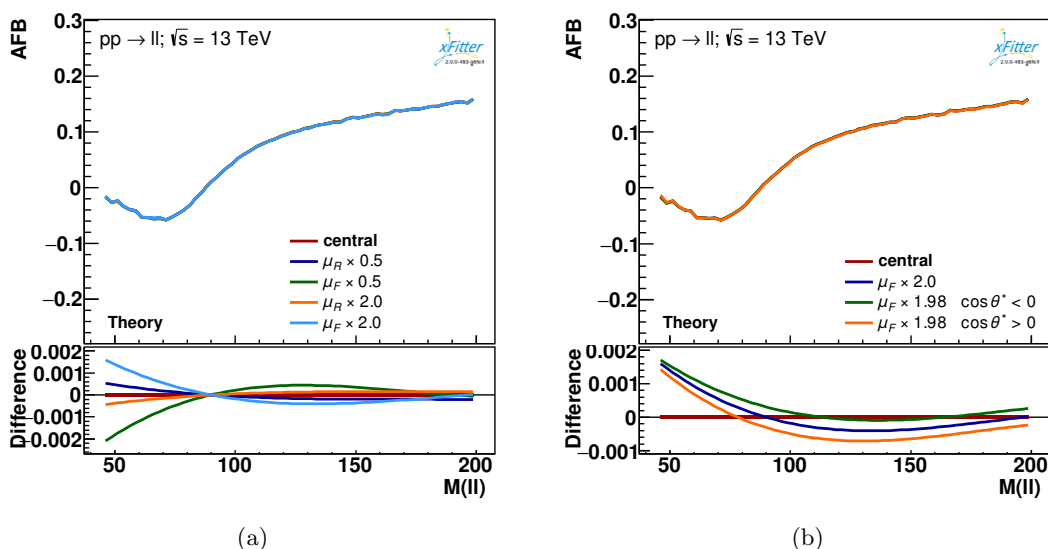 AFB
0.3
0.2
0.1
0
−0.1
−0.2
pp → ll; √s = 13 TeV
xFitter
central
μR × 0.5
μF × 0.5
μR × 2.0
μF × 2.0
Theory
Difference
0.002
0.001
0
−0.001
−0.002
50 100 150 200
M(ll)
(a)
AFB
0.3
0.2
0.1
0
−0.1
−0.2
pp → ll; √s = 13 TeV
xFitter
central
μF × 2.0
μF × 1.98 cos θ* < 0
μF × 1.98 cos θ* > 0
Theory
Difference
0.002
0.001
0
−0.001
50 100 150 200
M(ll)
(b)